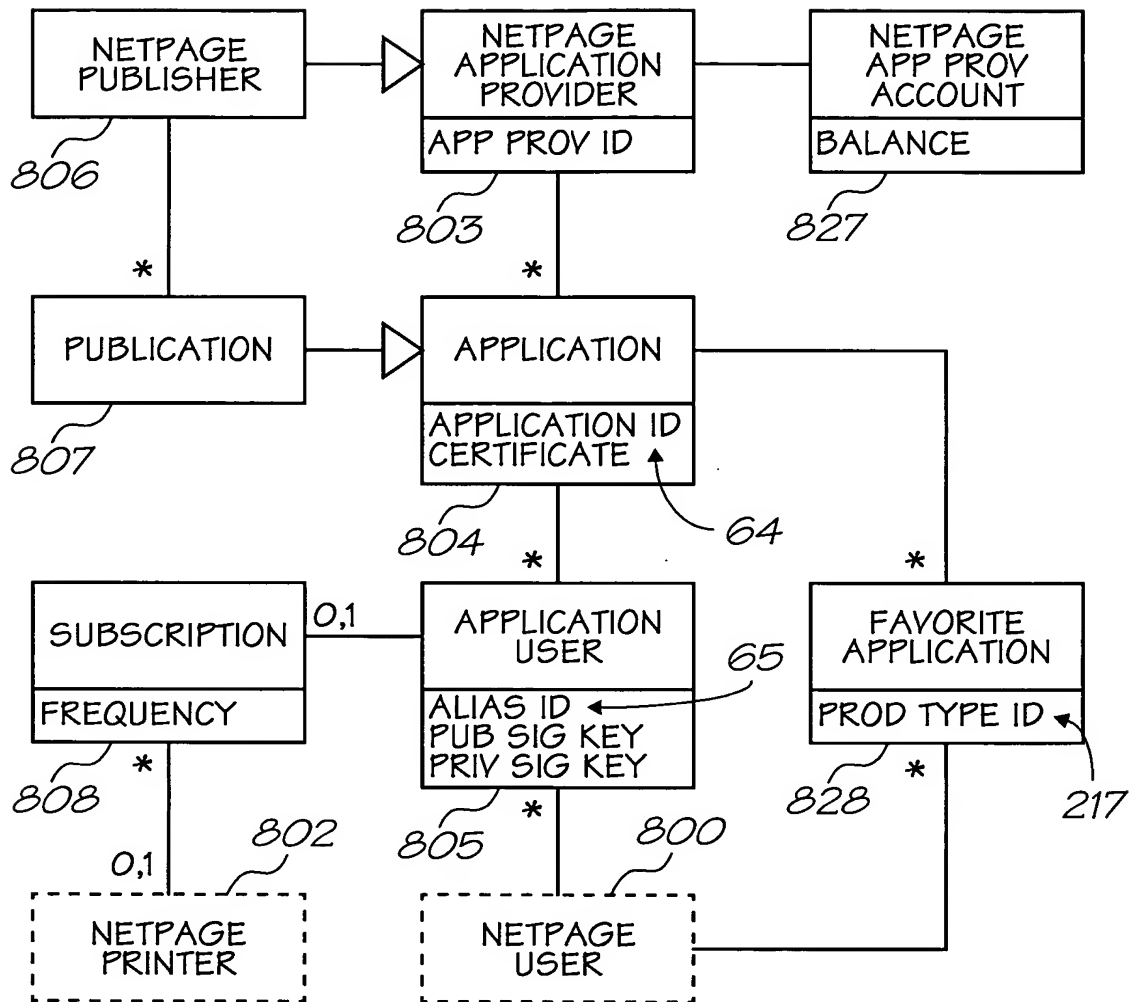 NETPAGE
PUBLISHER
806
NETPAGE
APPLICATION
PROVIDER
APP PROV ID
803
NETPAGE
APP PROV
ACCOUNT
BALANCE
827
*
*
PUBLICATION
807
APPLICATION
APPLICATION ID
CERTIFICATE
64
804
*
*
SUBSCRIPTION
FREQUENCY
808
0,1
APPLICATION
USER
65
ALIAS ID
PUB SIG KEY
PRIV SIG KEY
805
FAVORITE
APPLICATION
PROD TYPE ID
828
217
*
*
*
0,1
802
800
NETPAGE
PRINTER
NETPAGE
USER